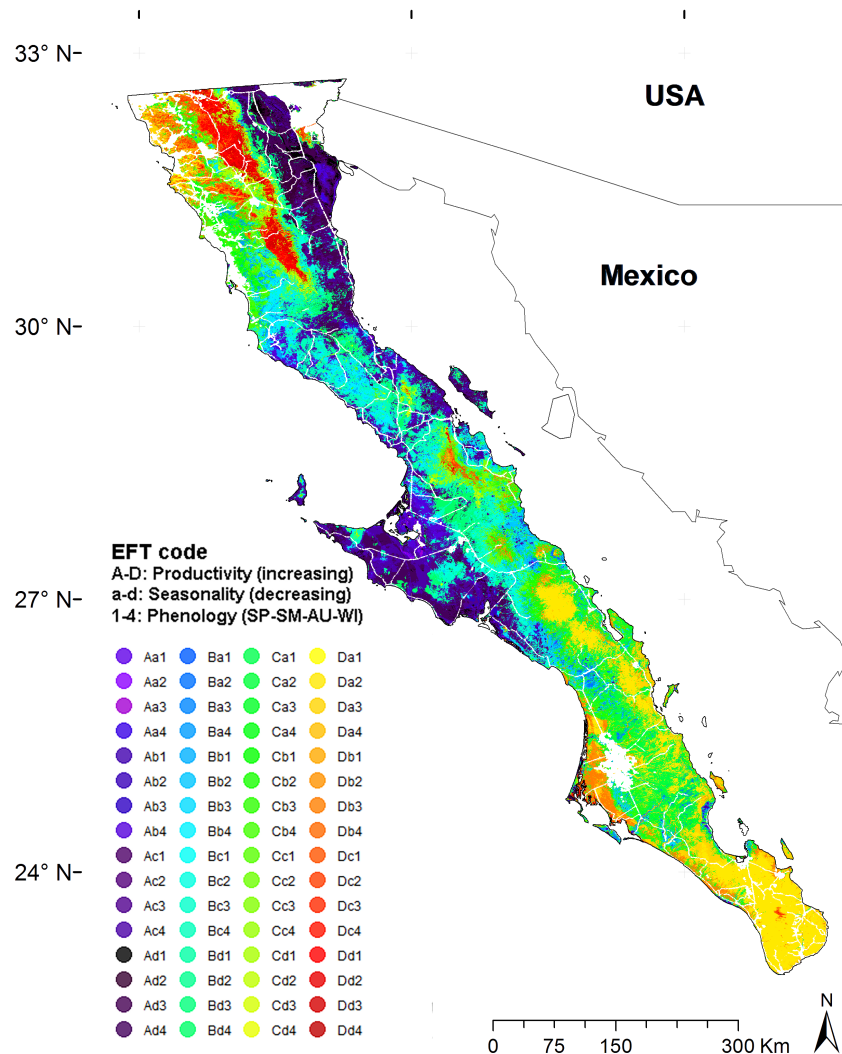 33° N
USA
Mexico
30° N
27° N
24° N
EFT code
A-D: Productivity (increasing)
a-d: Seasonality (decreasing)
1-4: Phenology (SP-SM-AU-WI)
Aa1 Ba1 Ca1 Da1
Aa2 Ba2 Ca2 Da2
Aa3 Ba3 Ca3 Da3
Aa4 Ba4 Ca4 Da4
Ab1 Bb1 Cb1 Db1
Ab2 Bb2 Cb2 Db2
Ab3 Bb3 Cb3 Db3
Ab4 Bb4 Cb4 Db4
Ac1 Bc1 Cc1 Dc1
Ac2 Bc2 Cc2 Dc2
Ac3 Bc3 Cc3 Dc3
Ac4 Bc4 Cc4 Dc4
Ad1 Bd1 Cd1 Dd1
Ad2 Bd2 Cd2 Dd2
Ad3 Bd3 Cd3 Dd3
Ad4 Bd4 Cd4 Dd4
N
0 75 150 300 Km